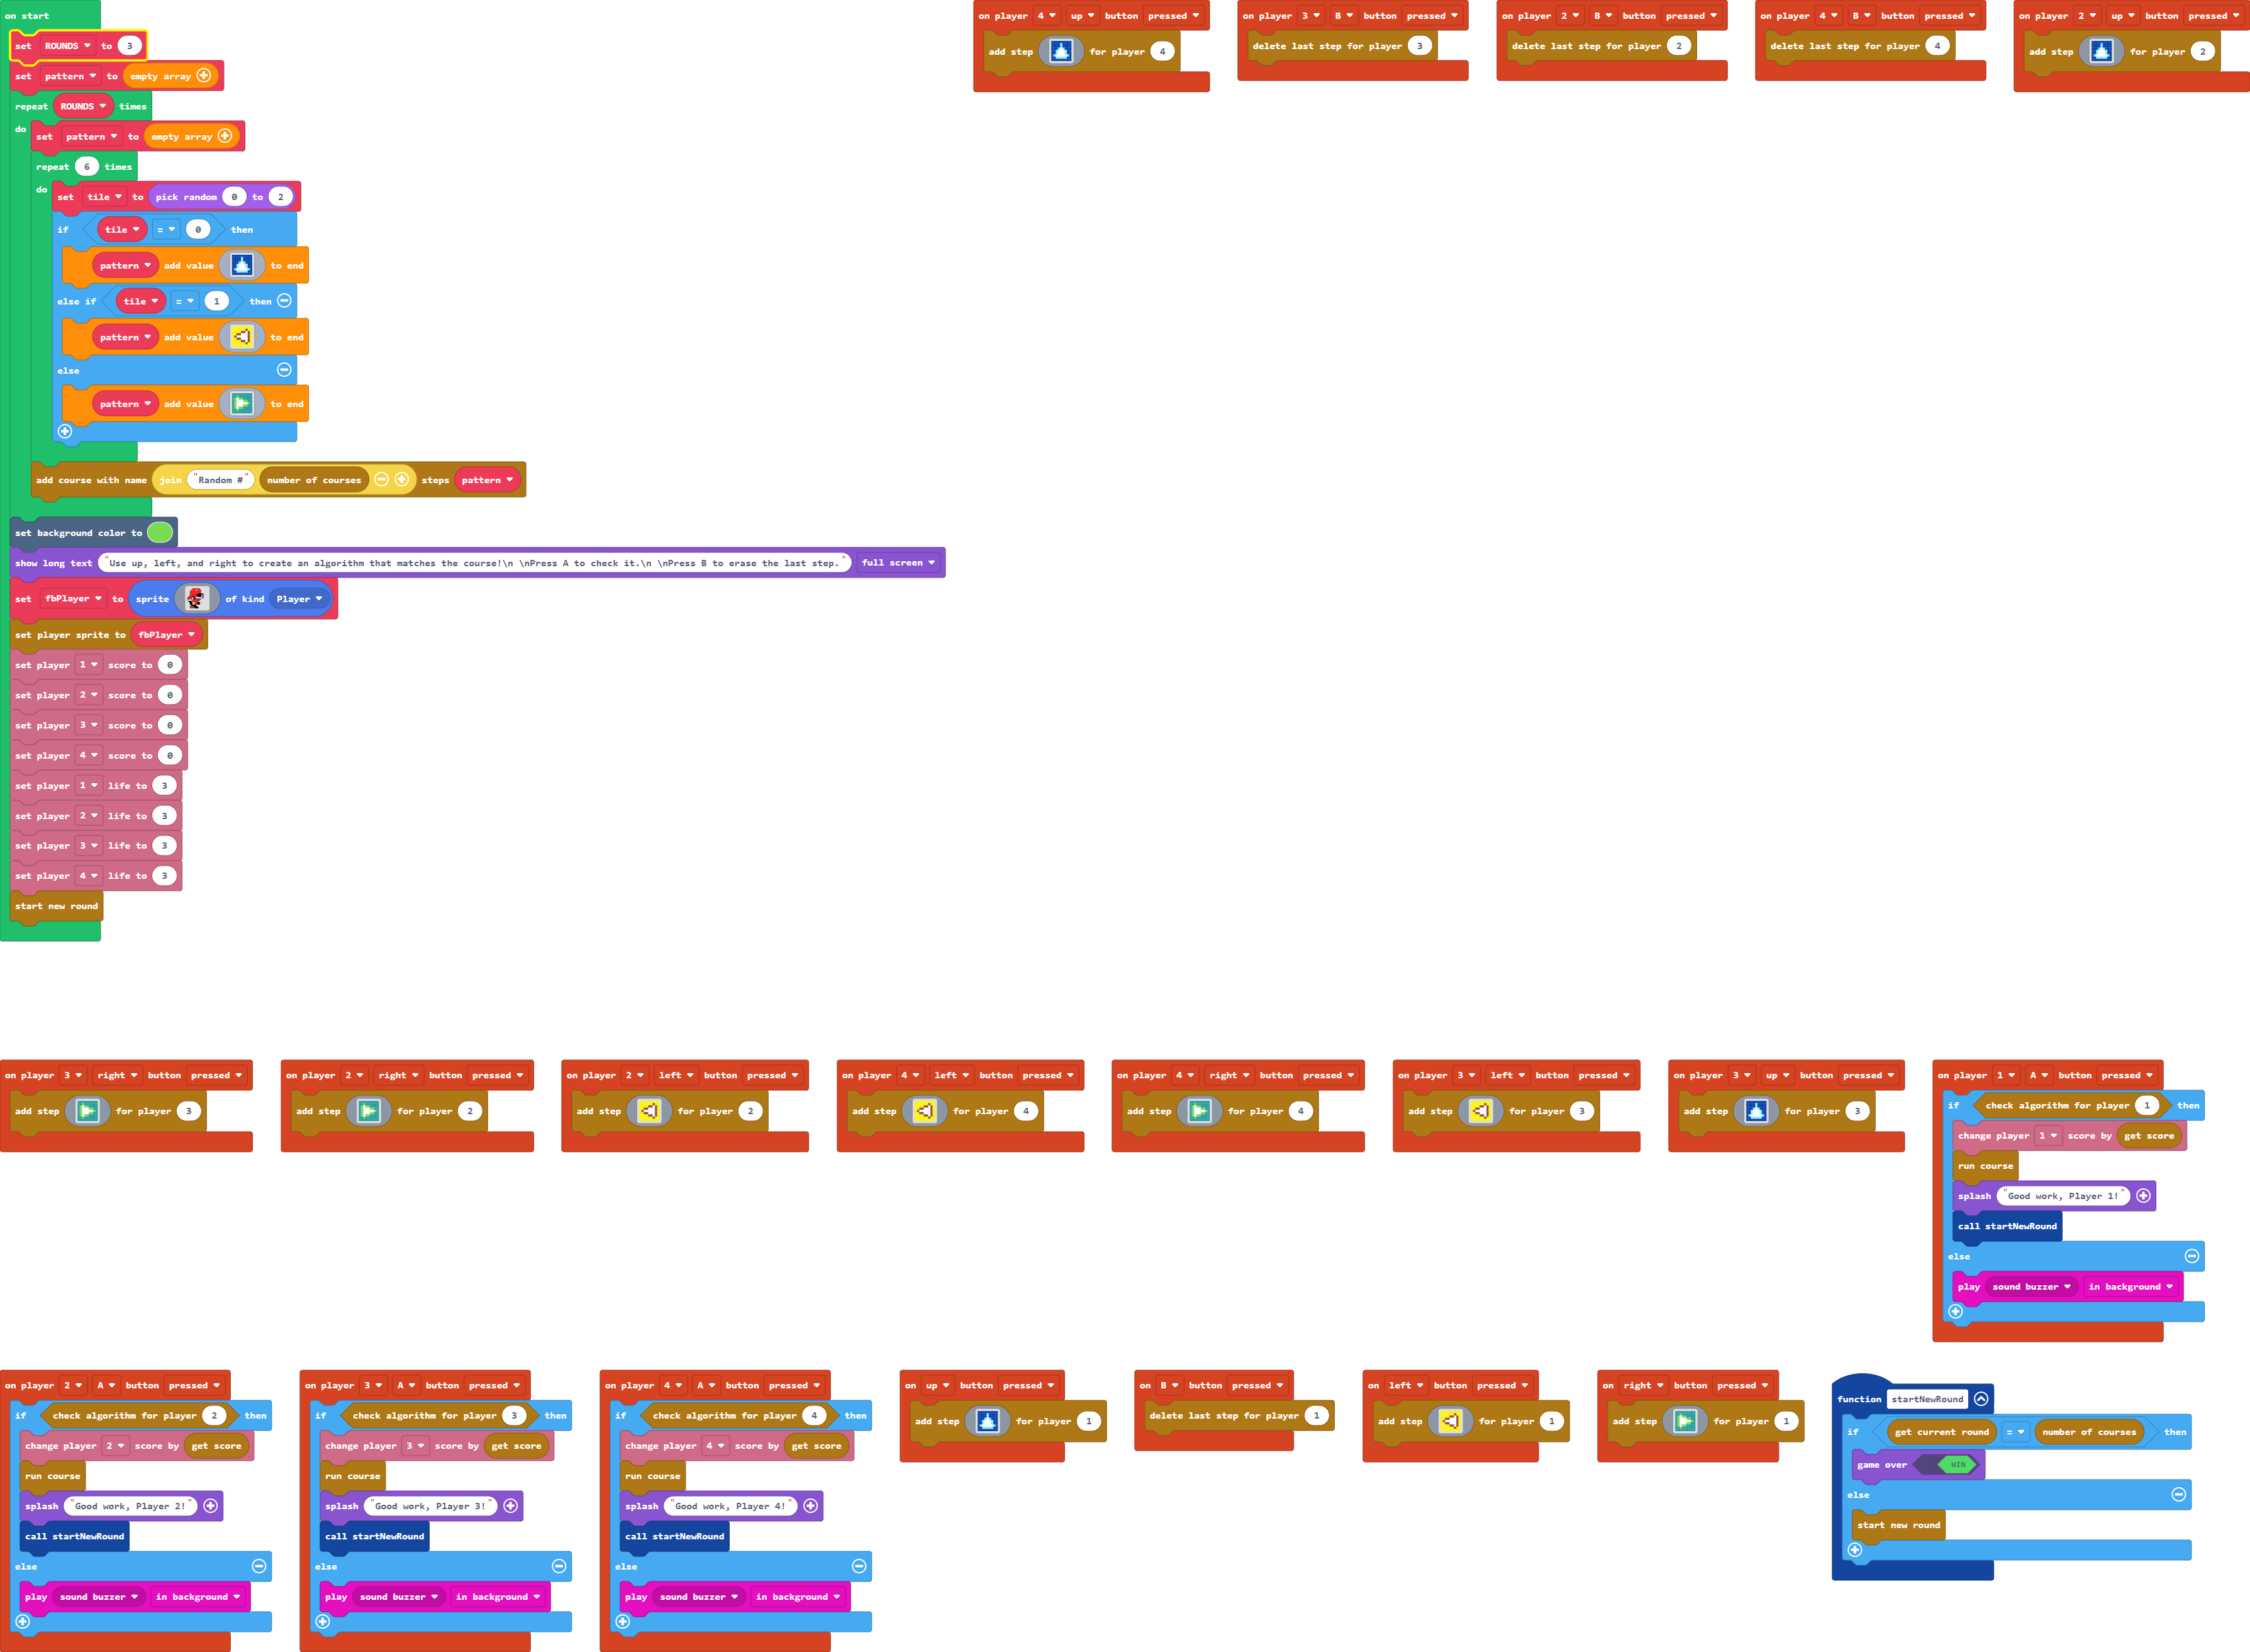 on start
set ROUNDS to 3
set pattern to empty array
repeat ROUNDS times
do
set pattern to empty array
repeat 6 times
do
set tile to pick random 0 to 2
if tile = 0 then
pattern add value to end
else if tile = 1 then
pattern add value to end
else
pattern add value to end
add course with name join "Random #" number of courses steps pattern
set background color to
show long text "Use up, left, and right to create an algorithm that matches the course!\n \nPress A to check it.\n \nPress B to erase the last step." full screen
set fbPlayer to sprite of kind Player
set player sprite to fbPlayer
set player 1 score to 0
set player 2 score to 0
set player 3 score to 0
set player 4 score to 0
set player 1 life to 3
set player 2 life to 3
set player 3 life to 3
set player 4 life to 3
start new round
on player 4 up button pressed
add step for player 4
on player 3 B button pressed
delete last step for player 3
on player 2 B button pressed
delete last step for player 2
on player 4 B button pressed
delete last step for player 4
on player 2 up button pressed
add step for player 2
on player 3 right button pressed
add step for player 3
on player 2 right button pressed
add step for player 2
on player 2 left button pressed
add step for player 2
on player 4 left button pressed
add step for player 4
on player 4 right button pressed
add step for player 4
on player 3 left button pressed
add step for player 3
on player 3 up button pressed
add step for player 3
on player 1 A button pressed
if check algorithm for player 1 then
change player 1 score by get score
run course
splash "Good work, Player 1!"
call startNewRound
else
play sound buzzer in background
on player 2 A button pressed
if check algorithm for player 2 then
change player 2 score by get score
run course
splash "Good work, Player 2!"
call startNewRound
else
play sound buzzer in background
on player 3 A button pressed
if check algorithm for player 3 then
change player 3 score by get score
run course
splash "Good work, Player 3!"
call startNewRound
else
play sound buzzer in background
on player 4 A button pressed
if check algorithm for player 4 then
change player 4 score by get score
run course
splash "Good work, Player 4!"
call startNewRound
else
play sound buzzer in background
on up button pressed
add step for player 1
on B button pressed
delete last step for player 1
on left button pressed
add step for player 1
on right button pressed
add step for player 1
function startNewRound
if get current round = number of courses then
game over WIN
else
start new round